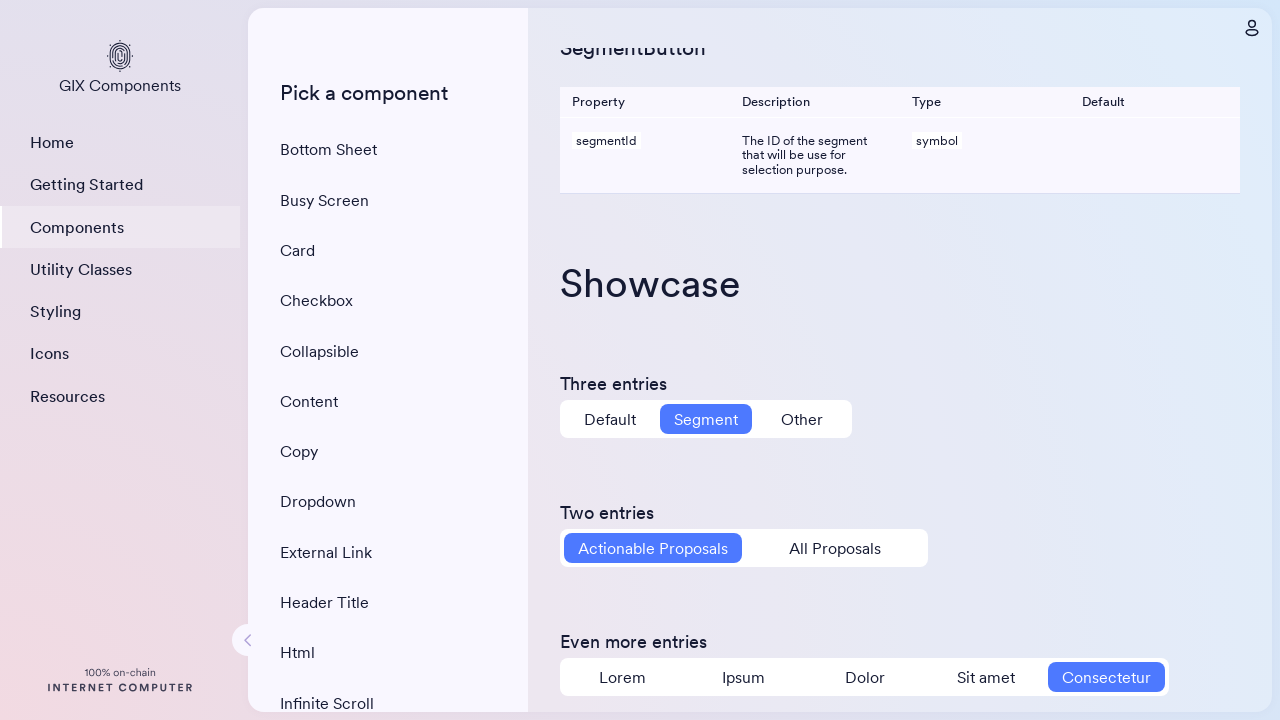 GIX Components
Home
Getting Started
Components
Utility Classes
Styling
Icons
Resources
100% on-chain
INTERNET COMPUTER
Pick a component
Bottom Sheet
Busy Screen
Card
Checkbox
Collapsible
Content
Copy
Dropdown
External Link
Header Title
Html
Infinite Scroll
SegmentButton
Property Description Type Default
segmentId The ID of the segment symbol
that will be use for
selection purpose.
Showcase
Three entries
Default Segment Other
Two entries
Actionable Proposals All Proposals
Even more entries
Lorem Ipsum Dolor Sit amet Consectetur